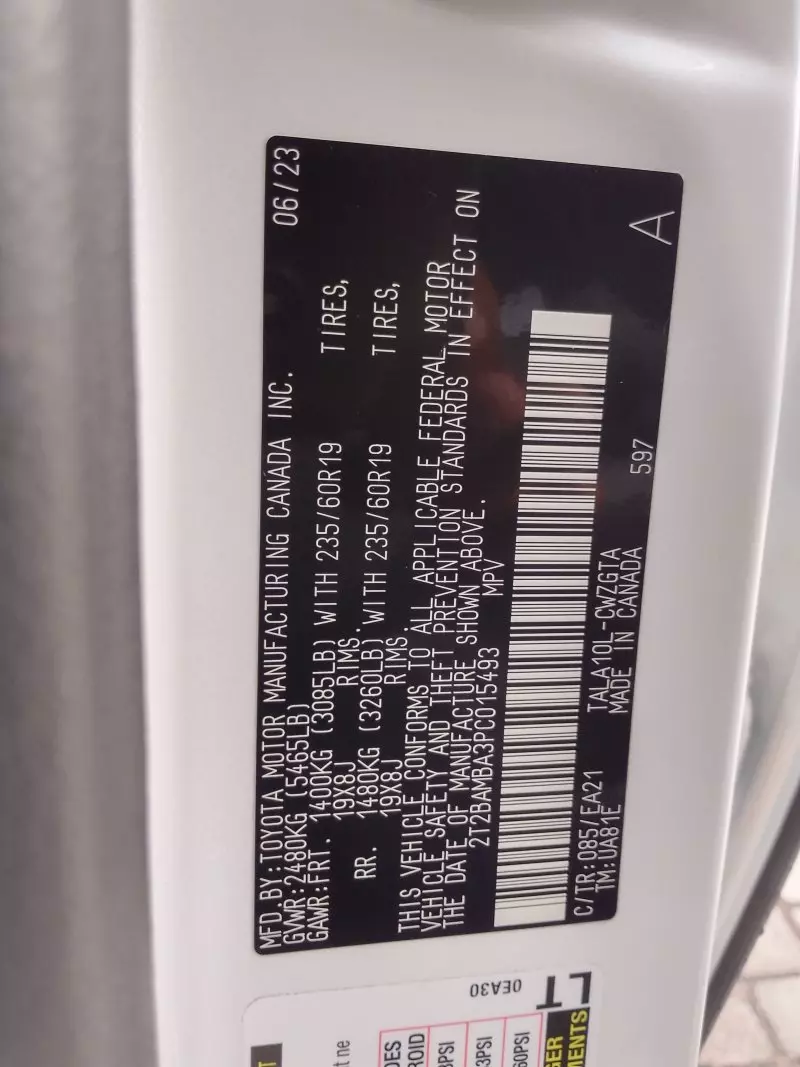 MFD.BY:TOYOTA MOTOR MANUFACTURING CANADA INC. 06/23
GVWR:2480KG (5465LB)
GAWR:FRT. 1400KG (3085LB) WITH 235/60R19 TIRES,
19X8J RIMS.
RR. 1480KG (3260LB) WITH 235/60R19 TIRES,
19X8J RIMS
THIS VEHICLE CONFORMS TO ALL APPLICABLE FEDERAL MOTOR
VEHICLE SAFETY AND THEFT PREVENTION STANDARDS IN EFFECT ON
THE DATE OF MANUFACTURE SHOWN ABOVE.
2T2BAMBA3PC015493 MPV
C/TR:085/EA21 TALA10L-CWZGTA
TM:UA81E MADE IN CANADA 597 A
0EA30
LT